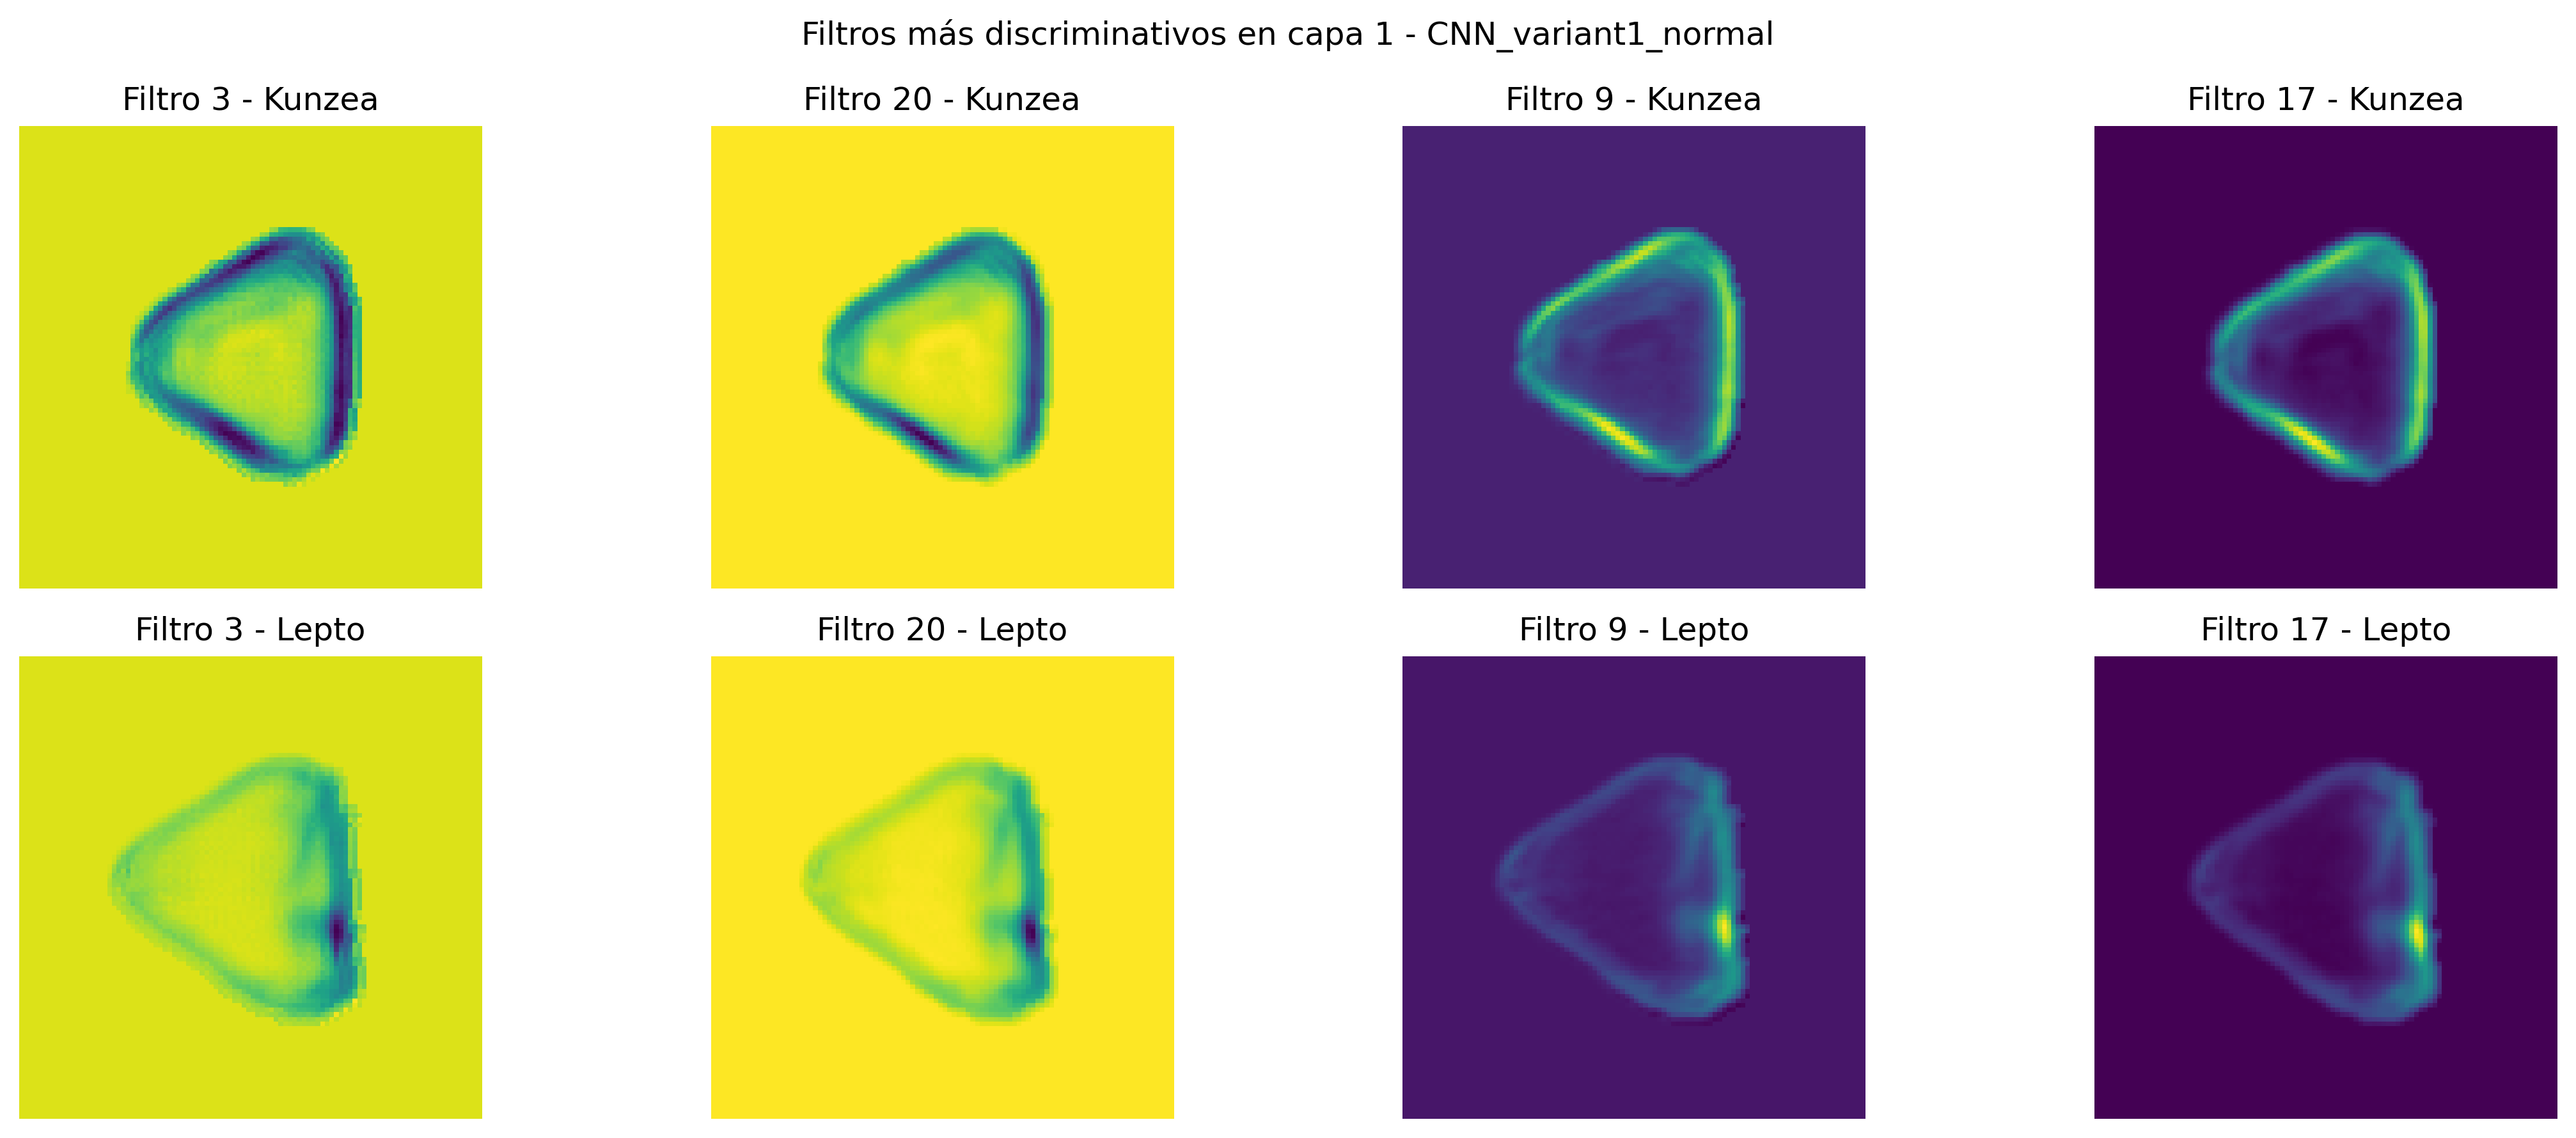 Filtros más discriminativos en capa 1 - CNN_variant1_normal
Filtro 3 - Kunzea
Filtro 20 - Kunzea
Filtro 9 - Kunzea
Filtro 17 - Kunzea
Filtro 3 - Lepto
Filtro 20 - Lepto
Filtro 9 - Lepto
Filtro 17 - Lepto